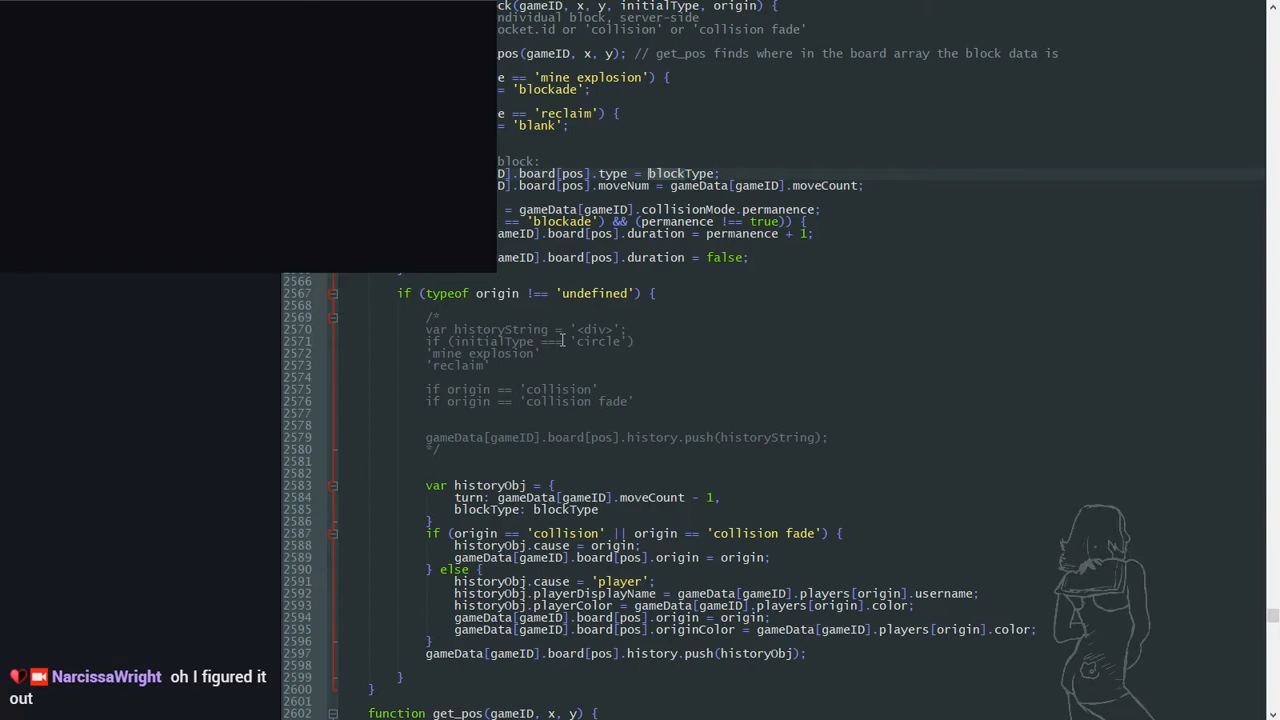 ck(gameID, x, y, initialType, origin) {
ndividual block, server-side
ocket.id or 'collision' or 'collision fade'
pos(gameID, x, y); // get_pos finds where in the board array the block data is
e == 'mine explosion') {
= 'blockade';
e == 'reclaim') {
= 'blank';
block:
D].board[pos].type = blockType;
D].board[pos].moveNum = gameData[gameID].moveCount;
= gameData[gameID].collisionMode.permanence;
== 'blockade') && (permanence !== true)) {
ameID].board[pos].duration = permanence + 1;
ameID].board[pos].duration = false;
2566
2567 if (typeof origin !== 'undefined') {
2568
2569 /*
2570 var historyString = '<div>';
2571 if (initialType === 'circle')
2572 'mine explosion'
2573 'reclaim'
2574
2575 if origin == 'collision'
2576 if origin == 'collision fade'
2577
2578
2579 gameData[gameID].board[pos].history.push(historyString);
2580 */
2581
2582
2583 var historyObj = {
2584 turn: gameData[gameID].moveCount - 1,
2585 blockType: blockType
2586 }
2587 if (origin == 'collision' || origin == 'collision fade') {
2588 historyObj.cause = origin;
2589 gameData[gameID].board[pos].origin = origin;
2590 } else {
2591 historyObj.cause = 'player';
2592 historyObj.playerDisplayName = gameData[gameID].players[origin].username;
2593 historyObj.playerColor = gameData[gameID].players[origin].color;
2594 gameData[gameID].board[pos].origin = origin;
2595 gameData[gameID].board[pos].originColor = gameData[gameID].players[origin].color;
2596 }
2597 gameData[gameID].board[pos].history.push(historyObj);
2598
2599 }
2600 }
2601
2602 function get_pos(gameID, x, y) {
NarcissaWright oh I figured it
out